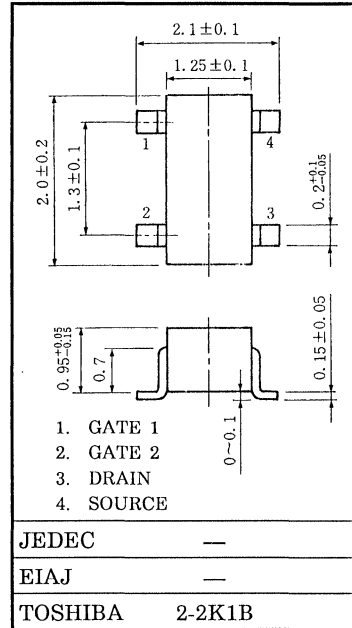 2.1±0.1
1.25±0.1
1
4
2.0±0.2
1.3±0.1
2
3
0.2+0.1-0.05
0.95+0.05-0.15
0.7
0.15±0.05
0~0.1
1. GATE 1
2. GATE 2
3. DRAIN
4. SOURCE
JEDEC —
EIAJ —
TOSHIBA 2-2K1B